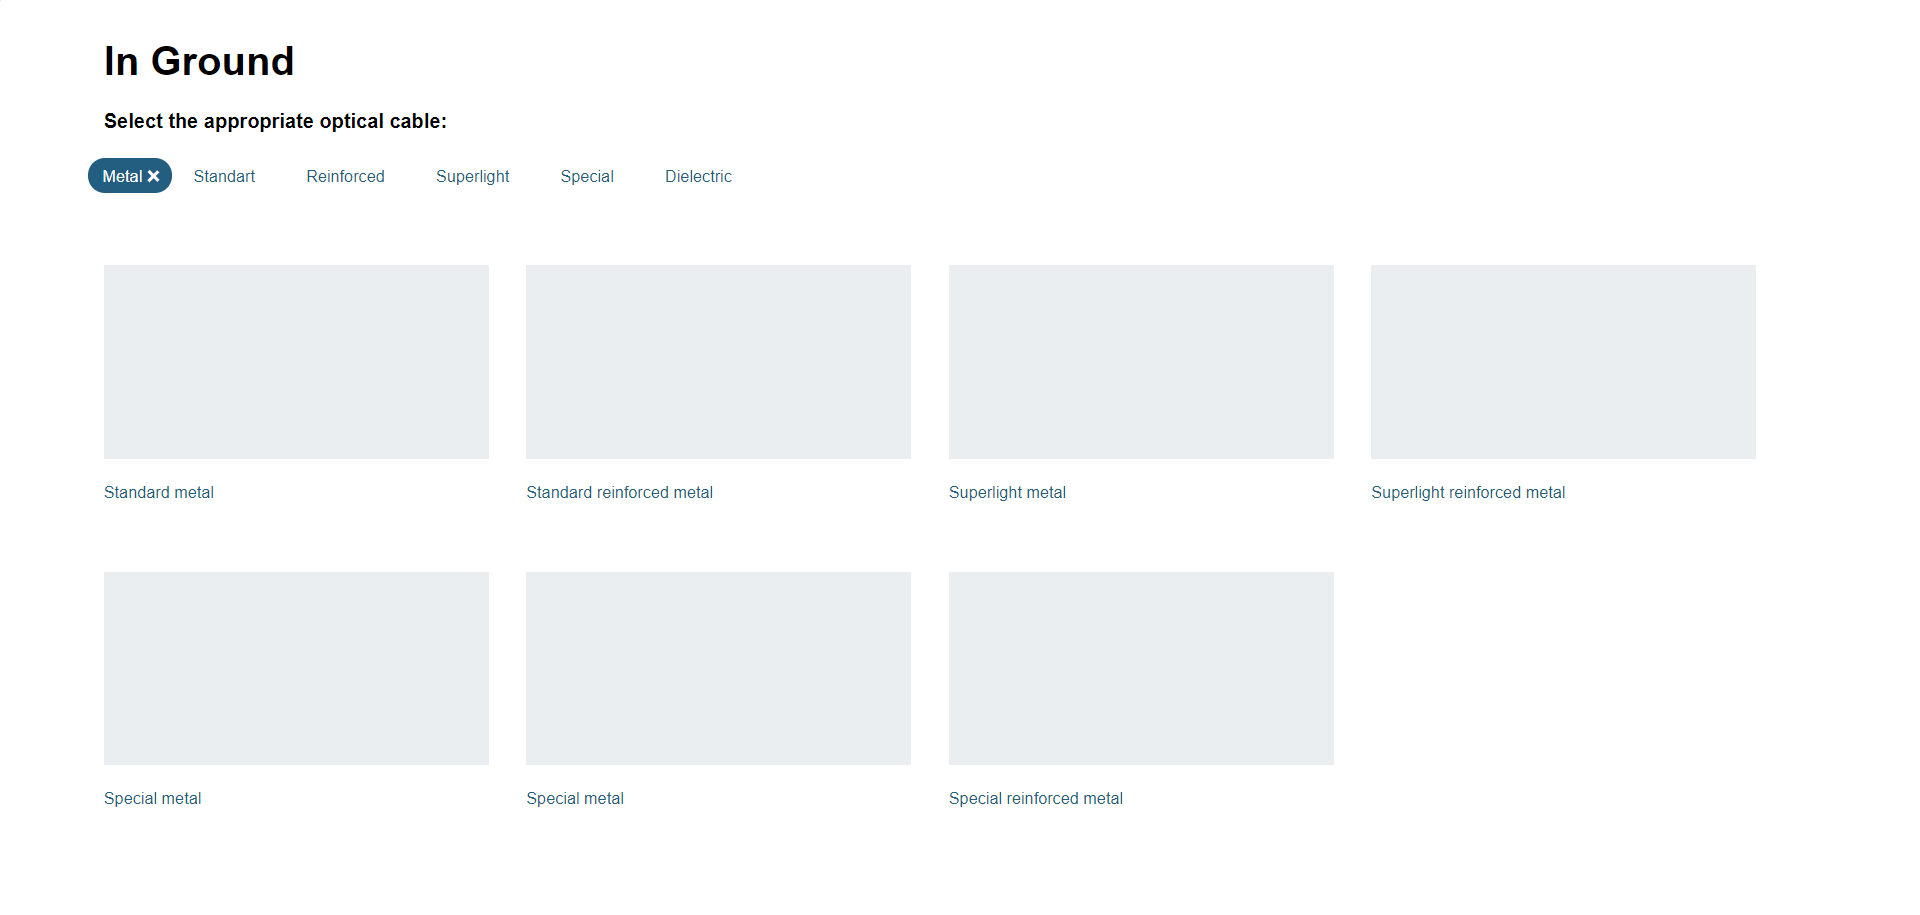 In Ground
Select the appropriate optical cable:
Metal Standart Reinforced Superlight Special Dielectric
Standard metal Standard reinforced metal Superlight metal Superlight reinforced metal
Special metal Special metal Special reinforced metal